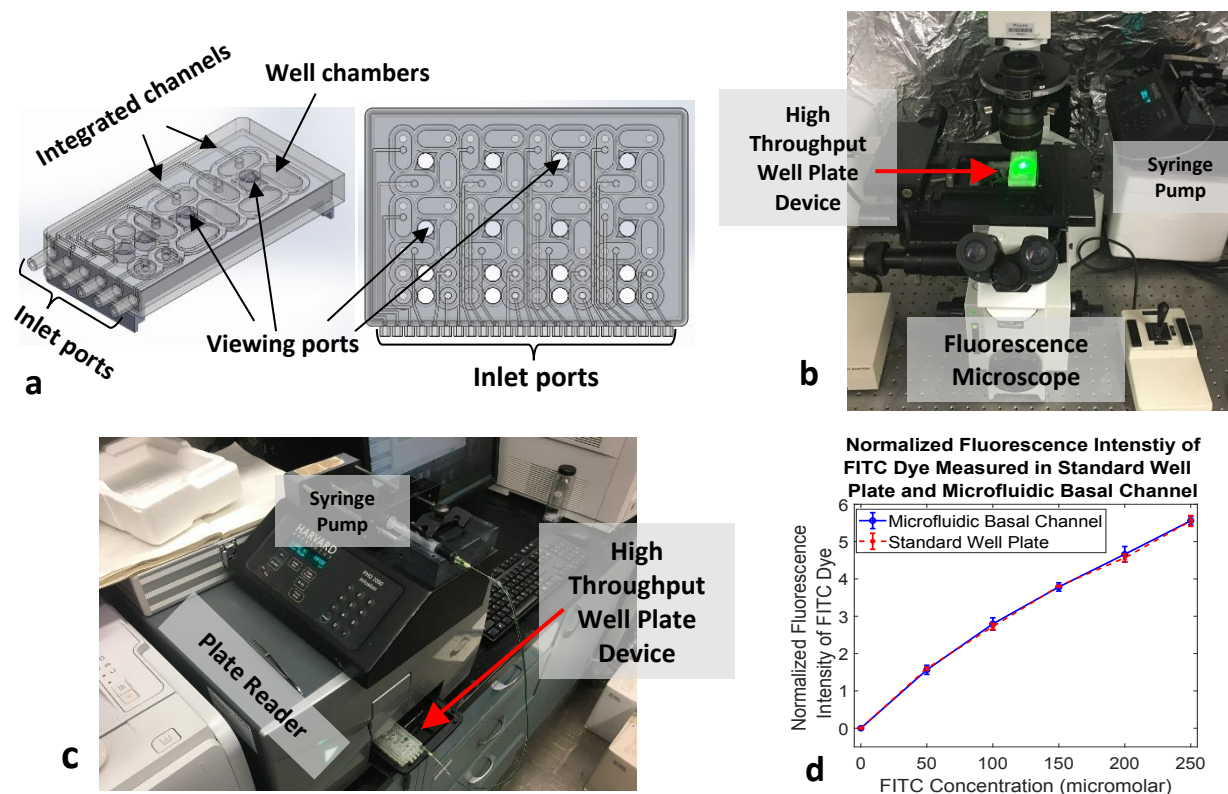 Integrated channels
Well chambers
Inlet ports
Viewing ports
Inlet ports
a
High
Throughput
Well Plate
Device
Syringe
Pump
Fluorescence
Microscope
b
Syringe
Pump
HARVARD
High
Throughput
Well Plate
Device
Plate Reader
c
Normalized Fluorescence Intenstiy of
FITC Dye Measured in Standard Well
Plate and Microfluidic Basal Channel
Microfluidic Basal Channel
Standard Well Plate
Normalized Fluorescence
Intensity of FITC Dye
6
5
4
3
2
1
0
0 50 100 150 200 250
FITC Concentration (micromolar)
d